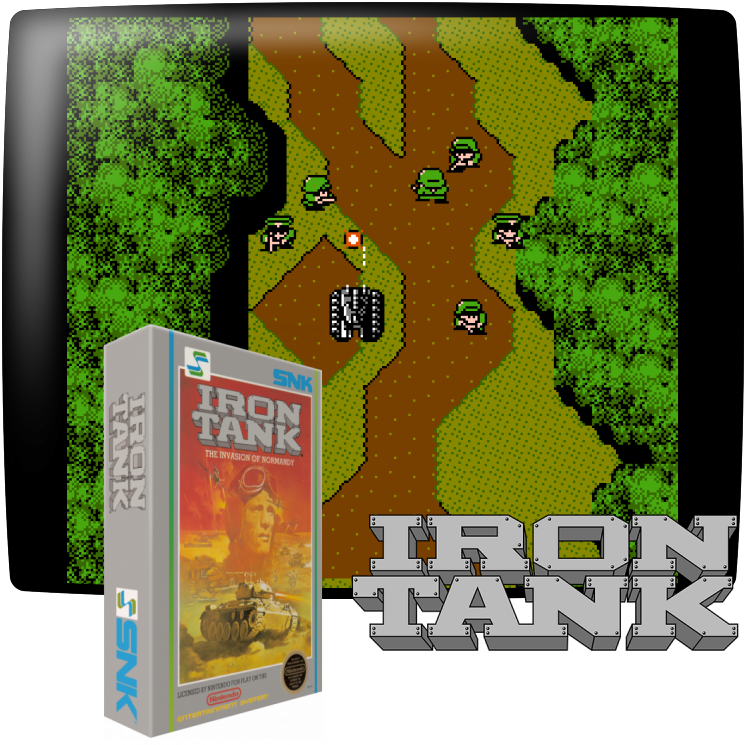 SNK
IRON
TANK
THE INVASION OF NORMANDY
LICENSED BY NINTENDO FOR PLAY ON THE
Nintendo
ENTERTAINMENT SYSTEM
IRON
TANK
SNK
IRON
TANK